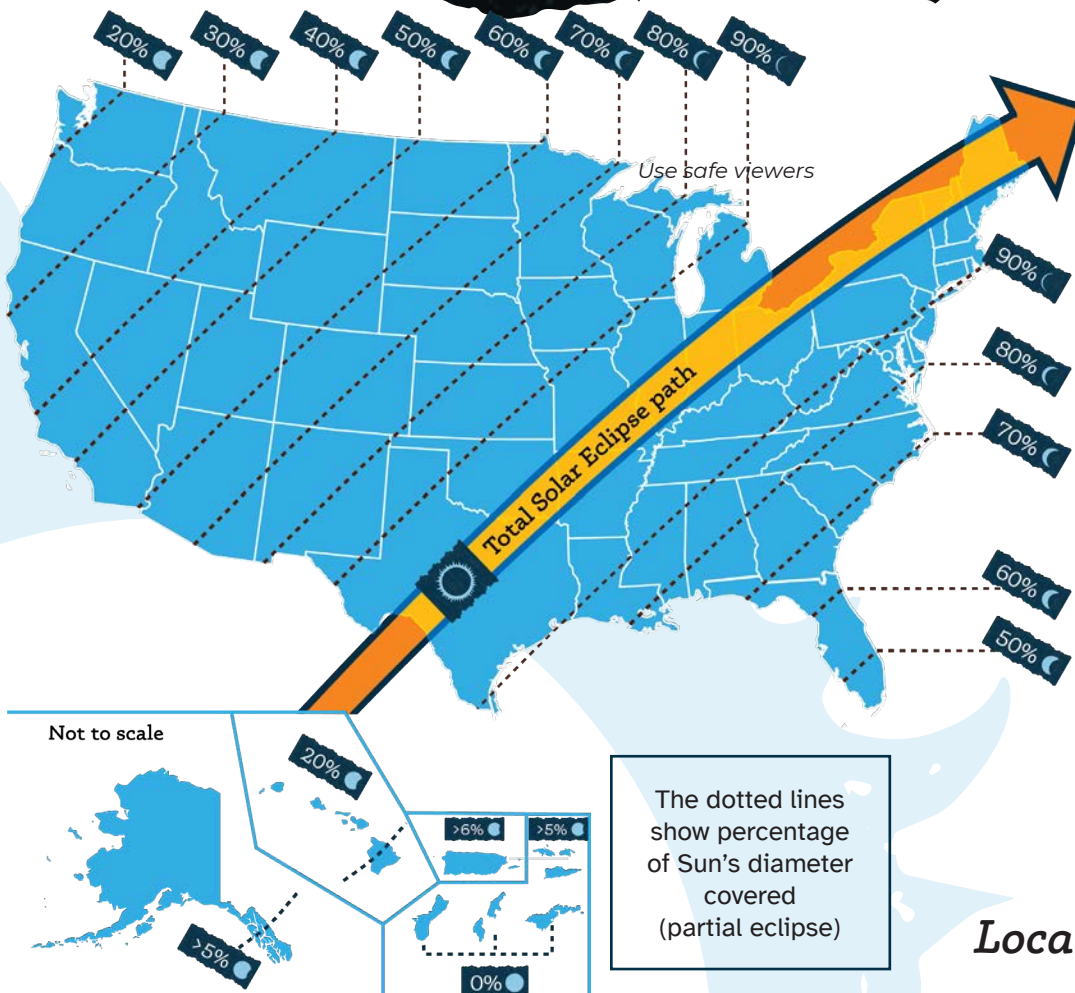 20%
30%
40%
50%
60%
70%
80%
90%
Use safe viewers
90%
80%
70%
Total Solar Eclipse path
60%
50%
Not to scale
20%
>6%
>5%
>5%
0%
The dotted lines
show percentage
of Sun's diameter
covered
(partial eclipse)
Loca